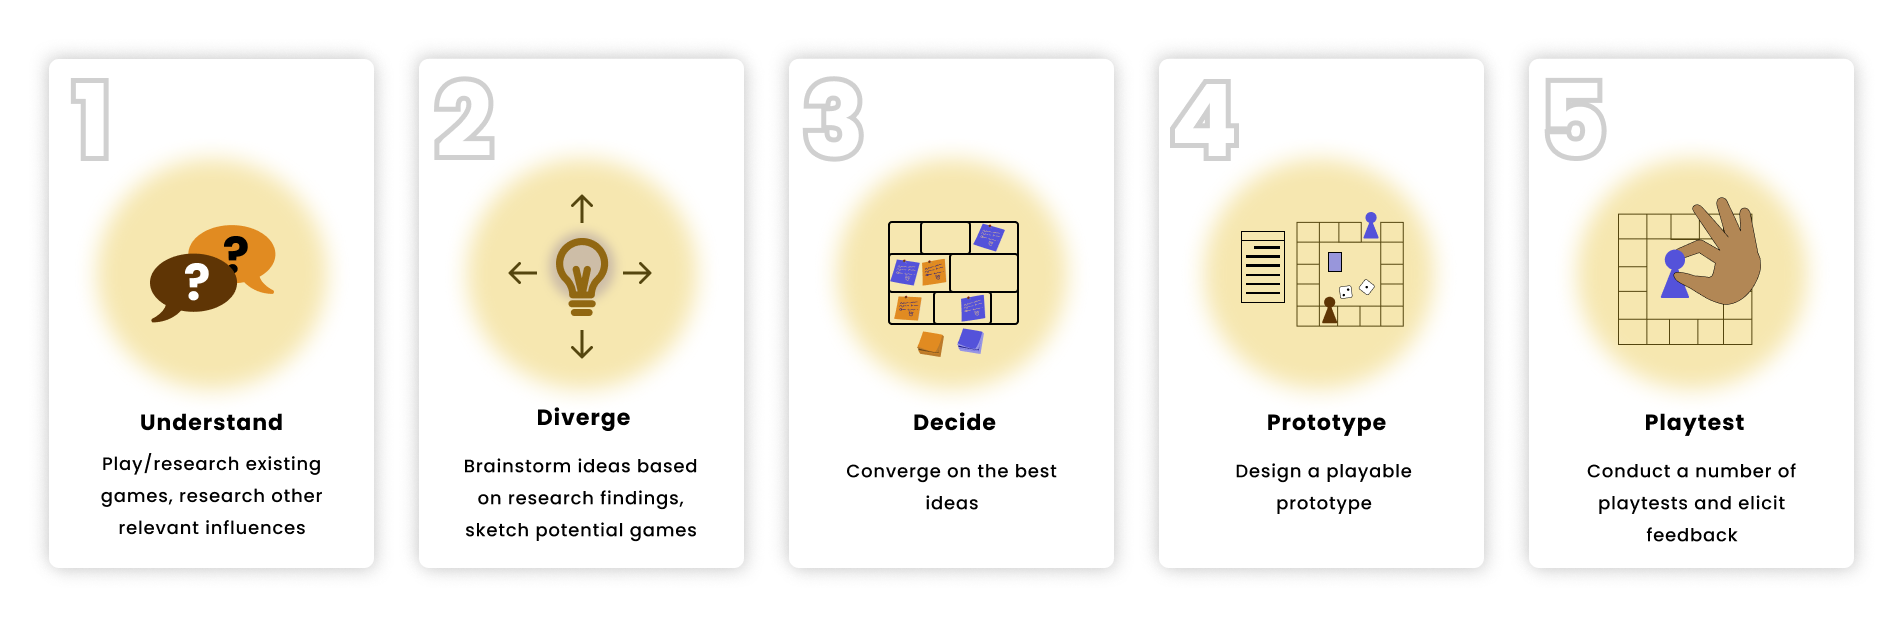 1
? ?
Understand
Play/research existing
games, research other
relevant influences
2
Diverge
Brainstorm ideas based
on research findings,
sketch potential games
3
Decide
Converge on the best
ideas
4
Prototype
Design a playable
prototype
5
Playtest
Conduct a number of
playtests and elicit
feedback